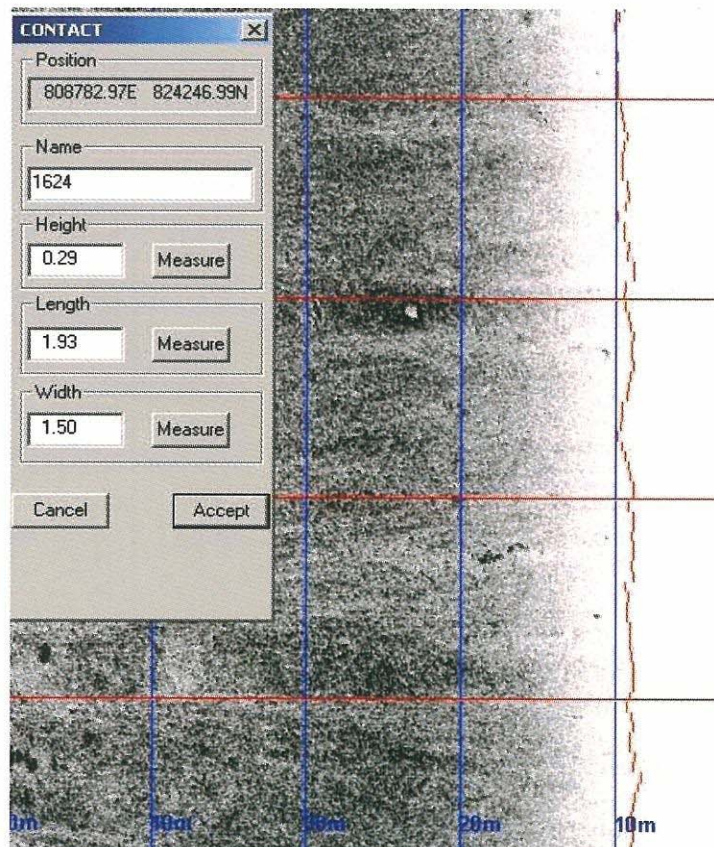 CONTACT
Position
808782.97E 824246.99N
Name
1624
Height
0.29 Measure
Length
1.93 Measure
Width
1.50 Measure
Cancel Accept
20m 10m